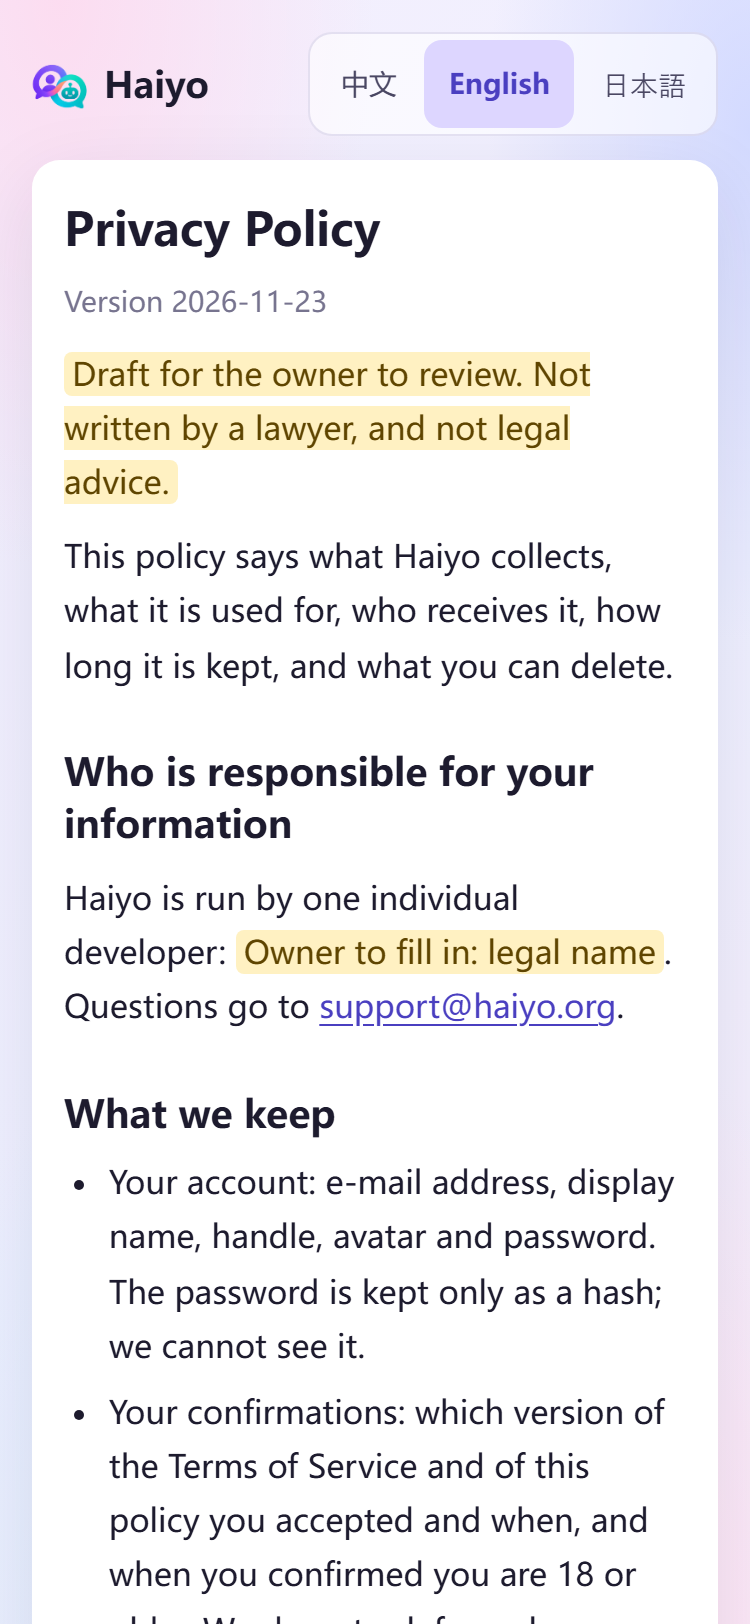 Haiyo
中文
English
日本語
Privacy Policy
Version 2026-11-23
Draft for the owner to review. Not
written by a lawyer, and not legal
advice.
This policy says what Haiyo collects,
what it is used for, who receives it, how
long it is kept, and what you can delete.
Who is responsible for your
information
Haiyo is run by one individual
developer: Owner to fill in: legal name.
Questions go to support@haiyo.org.
What we keep
• Your account: e-mail address, display
name, handle, avatar and password.
The password is kept only as a hash;
we cannot see it.
• Your confirmations: which version of
the Terms of Service and of this
policy you accepted and when, and
when you confirmed you are 18 or